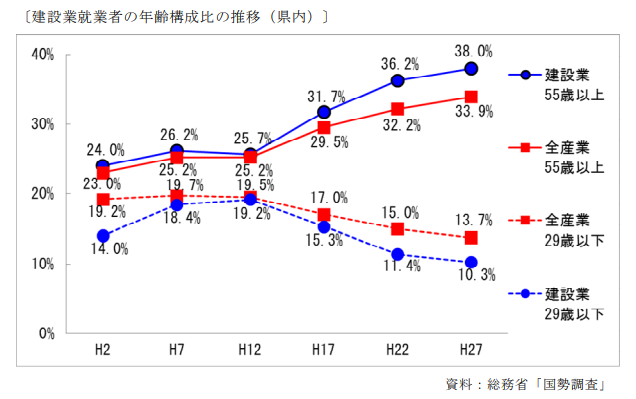 〔建設業就業者の年齢構成比の推移（県内）〕
40%
30%
20%
10%
0%
24.0%
26.2%
25.7%
31.7%
36.2%
38.0%
23.0%
25.2%
25.2%
29.5%
32.2%
33.9%
19.2%
19.7%
19.5%
17.0%
15.0%
13.7%
14.0%
18.4%
19.2%
15.3%
11.4%
10.3%
H2 H7 H12 H17 H22 H27
建設業
55歳以上
全産業
55歳以上
全産業
29歳以下
建設業
29歳以下
資料：総務省「国勢調査」